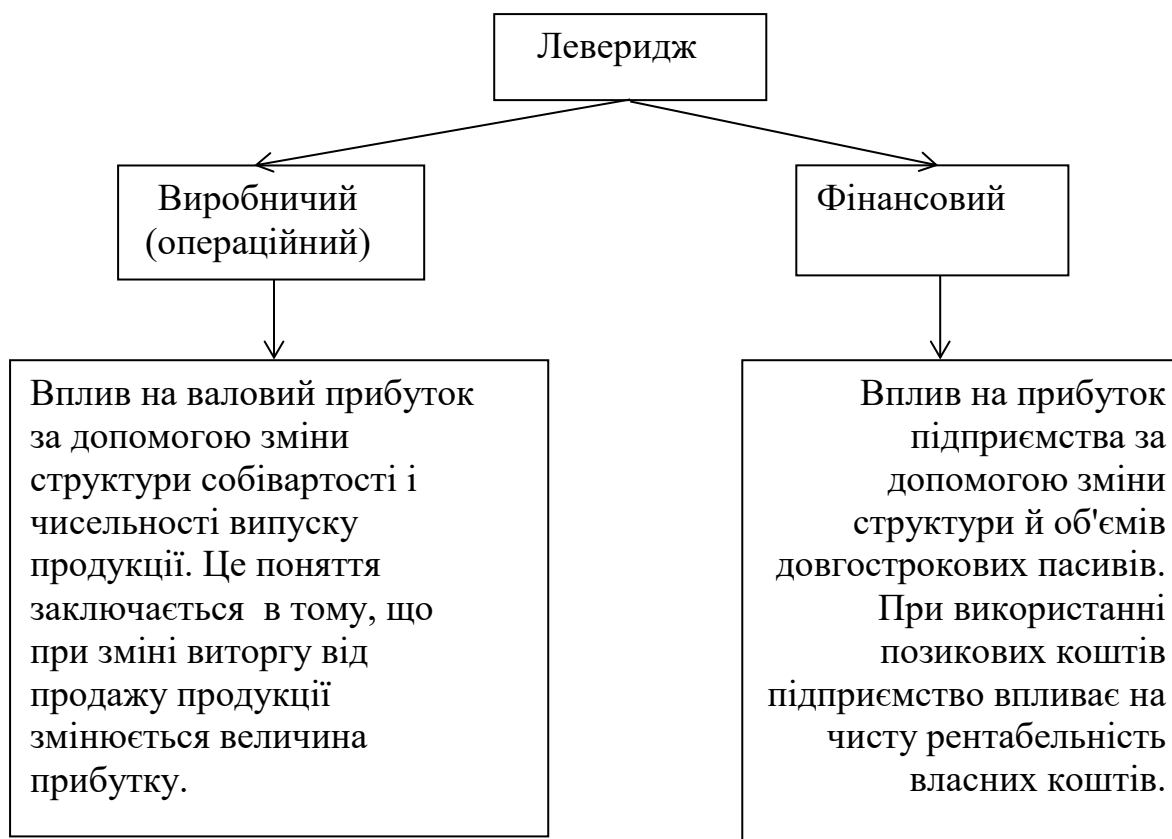 Леверидж
Виробничий
(операційний)
Фінансовий
Вплив на валовий прибуток
за допомогою зміни
структури собівартості і
чисельності випуску
продукції. Це поняття
заключається  в тому, що
при зміні виторгу від
продажу продукції
змінюється величина
прибутку.
Вплив на прибуток
підприємства за
допомогою зміни
структури й об'ємів
довгострокових пасивів.
При використанні
позикових коштів
підприємство впливає на
чисту рентабельність
власних коштів.